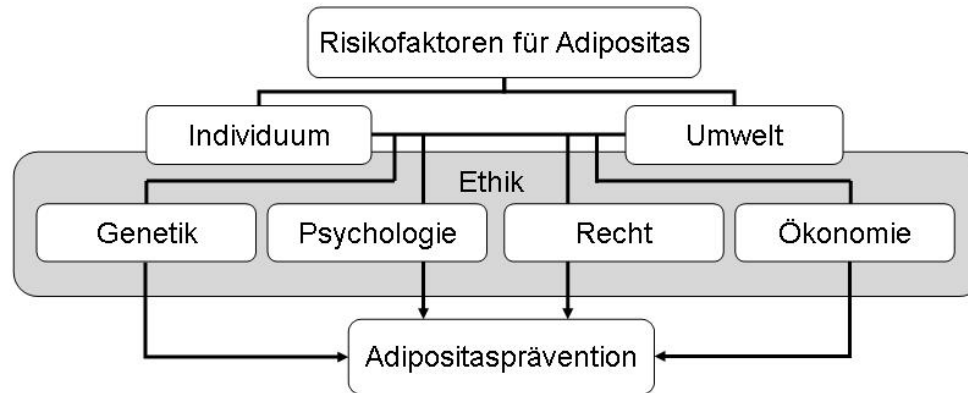 Risikofaktoren für Adipositas
Individuum
Umwelt
Ethik
Genetik
Psychologie
Recht
Ökonomie
Adipositasprävention